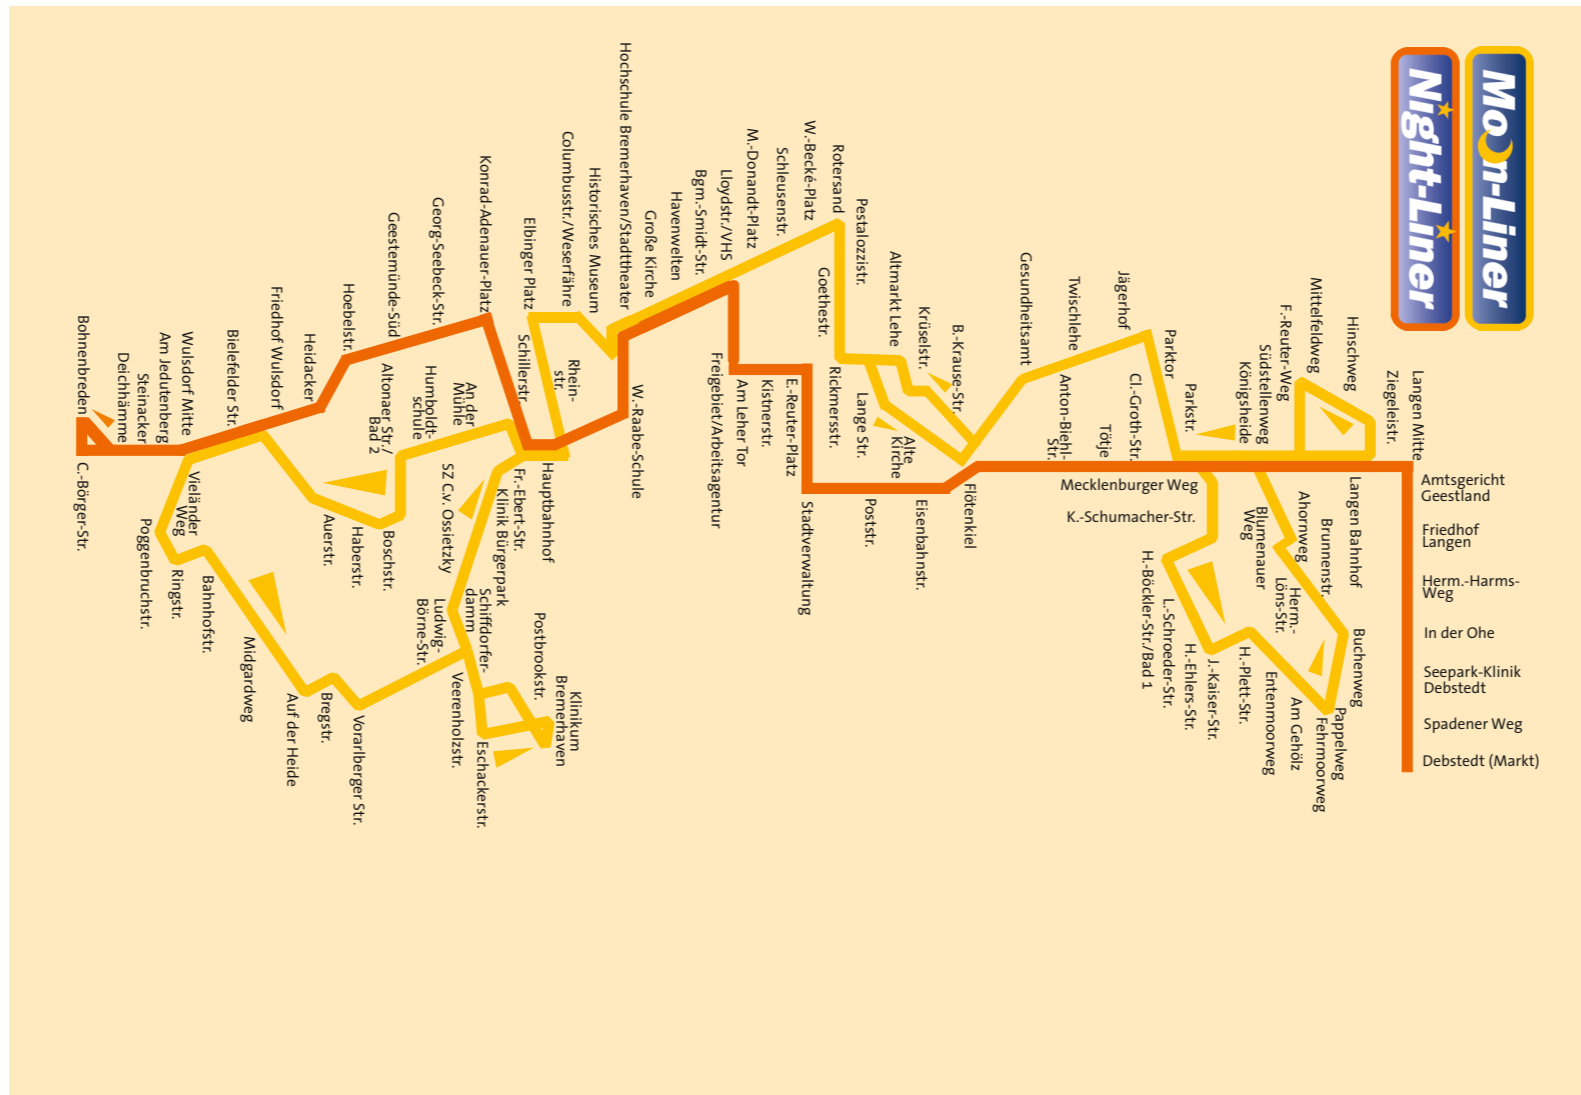 Moon-Liner
Night-Liner
Langen Mitte
Ziegeleistr.
Hinschweg
Mittelfeldweg
F.-Reuter-Weg
Südstellenweg
Königsheide
Parkstr.
Parktor
Jägerhof
Cl.-Groth-Str.
Tötje
Twischlehe
Anton-Biehl-
Str.
Gesundheitsamt
B.-Krause-Str.
Krüselstr.
Altmarkt Lehe
Alte
Kirche
Lange Str.
Pestalozzistr.
Rotersand
Rickmersstr.
Goethestr.
W.-Becké-Platz
Schleusenstr.
M.-Donandt-Platz
Lloydstr./VHS
Bgm.-Smidt-Str.
Havenwelten
Große Kirche
Hochschule Bremerhaven/Stadttheater
Historisches Museum
Columbusstr./Weserfähre
Elbinger Platz
Rhein-
str.
Schillerstr.
Konrad-Adenauer-Platz
Georg-Seebeck-Str.
Geestemünde-Süd
Hoebelstr.
Heidacker
Friedhof Wulsdorf
Bielefelder Str.
Wulsdorf Mitte
Am Jedutenberg
Steinacker
Deichhämme
Bohnenbreden
C.-Börger-Str.
An der
Mühle
Humboldt-
schule
Altonaer Str./
Bad 2
Boschstr.
Haberstr.
Auerstr.
Vieländer
Weg
Poggenbruchstr.
Ringstr.
Bahnhofstr.
Midgardweg
Auf der Heide
Bregstr.
Vorarlberger Str.
Ludwig-
Börne-Str.
Veerenholzstr.
Schiffdorfer-
damm
Eschackerstr.
Postbrookstr.
Klinikum
Bremerhaven
SZ C.v. Ossietzky
Klinik Bürgerpark
Fr.-Ebert-Str.
Hauptbahnhof
W.-Raabe-Schule
Freigebiet/Arbeitsagentur
Am Leher Tor
Kistnerstr.
E.-Reuter-Platz
Stadtverwaltung
Poststr.
Eisenbahnstr.
Flötenkiel
Mecklenburger Weg
K.-Schumacher-Str.
H.-Böckler-Str./Bad 1
L.-Schroeder-Str.
H.-Ehlers-Str.
J.-Kaiser-Str.
H.-Plett-Str.
Entenmoorweg
Am Gehölz
Fehrmoorweg
Pappelweg
Buchenweg
Herm.-
Löns-Str.
Brunnenstr.
Ahornweg
Blumenauer
Weg
Langen Bahnhof
Amtsgericht
Geestland
Friedhof
Langen
Herm.-Harms-
Weg
In der Ohe
Seepark-Klinik
Debstedt
Spadener Weg
Debstedt (Markt)